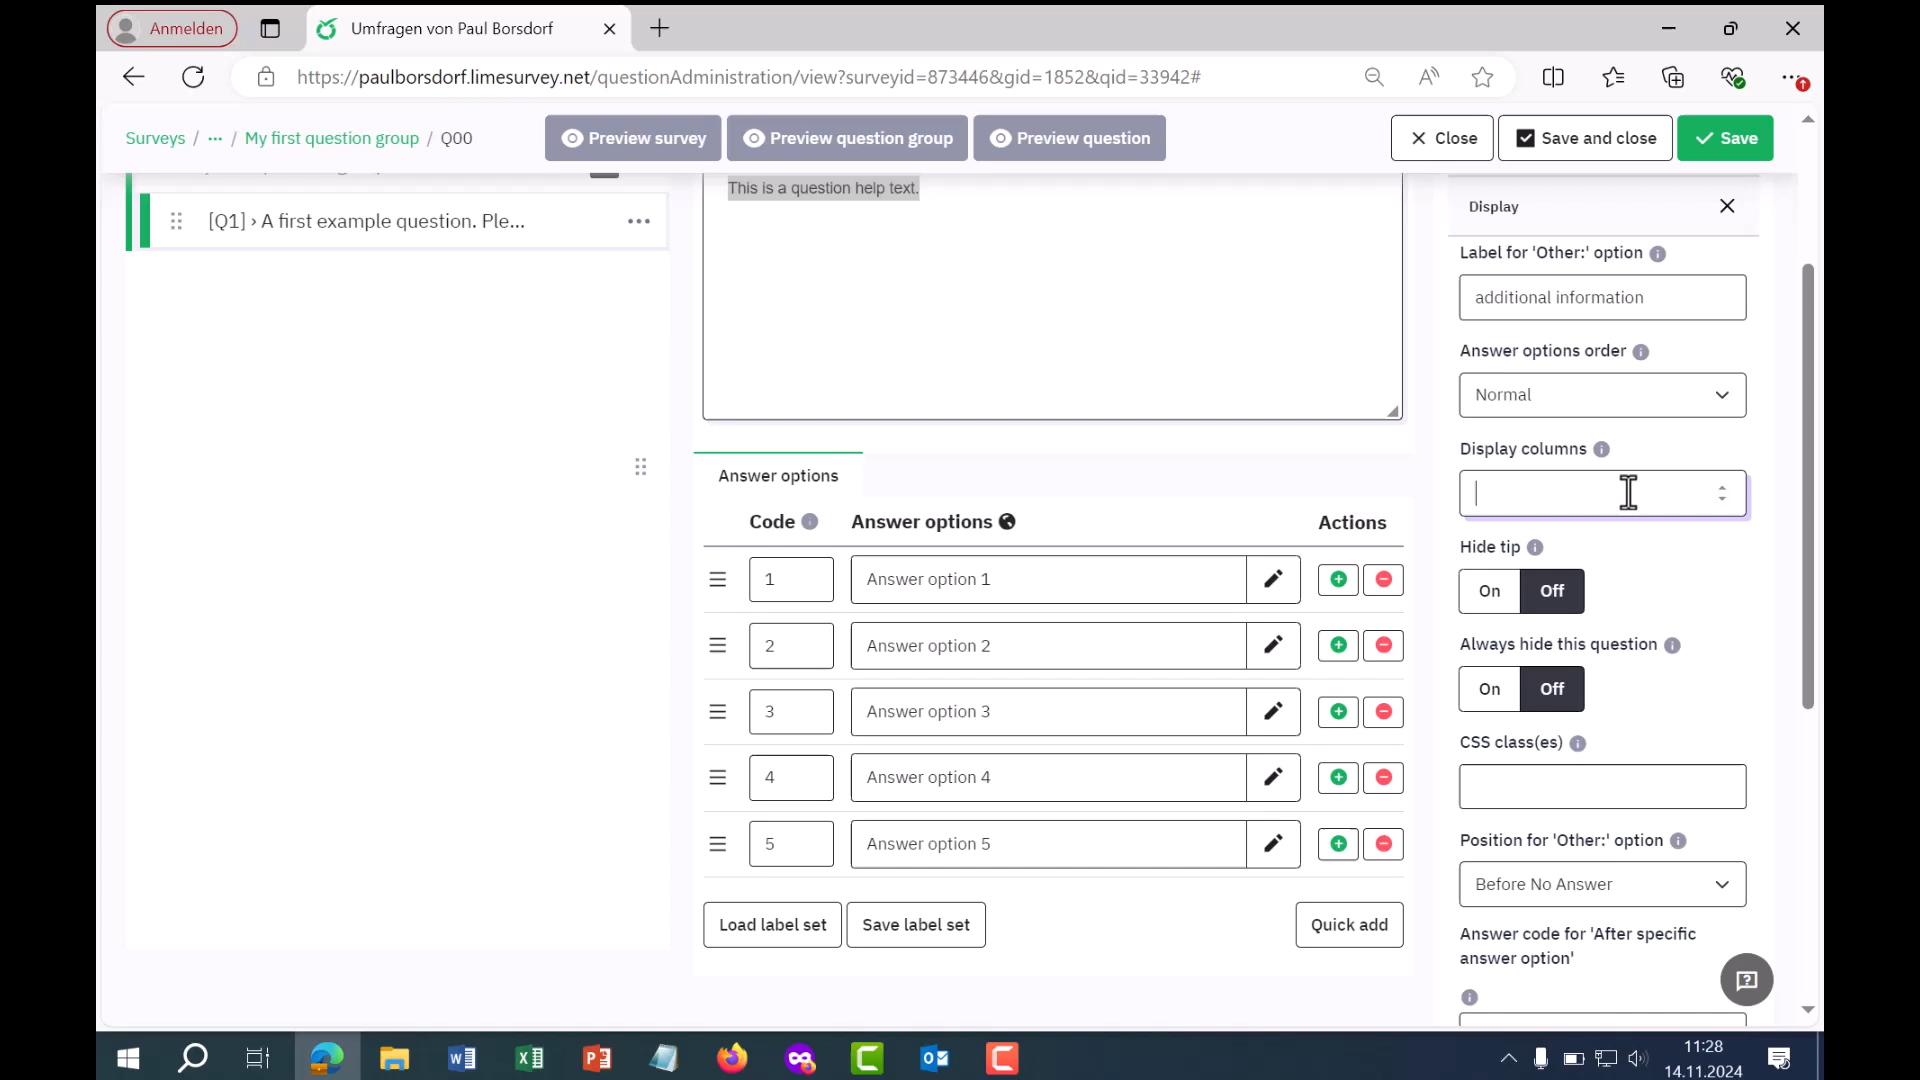 Anmelden
Umfragen von Paul Borsdorf
https://paulborsdorf.limesurvey.net/questionAdministration/view?surveyid=873446&gid=1852&qid=33942#
Surveys / ... / My first question group / Q00
Preview survey
Preview question group
Preview question
Close
Save and close
Save
[Q1] › A first example question. Ple...
This is a question help text.
Answer options
Code
Answer options
Actions
1
Answer option 1
2
Answer option 2
3
Answer option 3
4
Answer option 4
5
Answer option 5
Load label set
Save label set
Quick add
Display
Label for 'Other:' option
additional information
Answer options order
Normal
Display columns
Hide tip
On
Off
Always hide this question
On
Off
CSS class(es)
Position for 'Other:' option
Before No Answer
Answer code for 'After specific
answer option'
11:28
14.11.2024